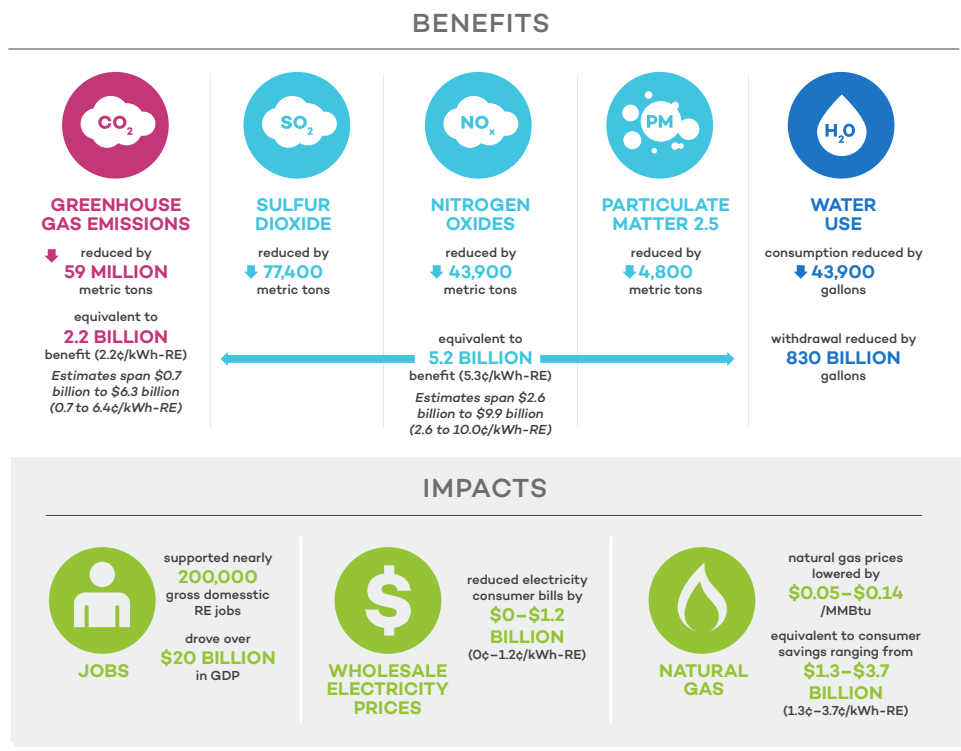 BENEFITS
CO2
GREENHOUSE
GAS EMISSIONS
reduced by
59 MILLION
metric tons
equivalent to
2.2 BILLION
benefit (2.2¢/kWh-RE)
Estimates span $0.7
billion to $6.3 billion
(0.7 to 6.4¢/kWh-RE)
SO2
SULFUR
DIOXIDE
reduced by
77,400
metric tons
NOx
NITROGEN
OXIDES
reduced by
43,900
metric tons
equivalent to
5.2 BILLION
benefit (5.3¢/kWh-RE)
Estimates span $2.6
billion to $9.9 billion
(2.6 to 10.0¢/kWh-RE)
PM
PARTICULATE
MATTER 2.5
reduced by
4,800
metric tons
H2O
WATER
USE
consumption reduced by
43,900
gallons
withdrawal reduced by
830 BILLION
gallons
IMPACTS
JOBS
supported nearly
200,000
gross domesstic
RE jobs
drove over
$20 BILLION
in GDP
$
WHOLESALE
ELECTRICITY
PRICES
reduced electricity
consumer bills by
$0–$1.2
BILLION
(0¢–1.2¢/kWh-RE)
NATURAL
GAS
natural gas prices
lowered by
$0.05–$0.14
/MMBtu
equivalent to consumer
savings ranging from
$1.3–$3.7
BILLION
(1.3¢–3.7¢/kWh-RE)